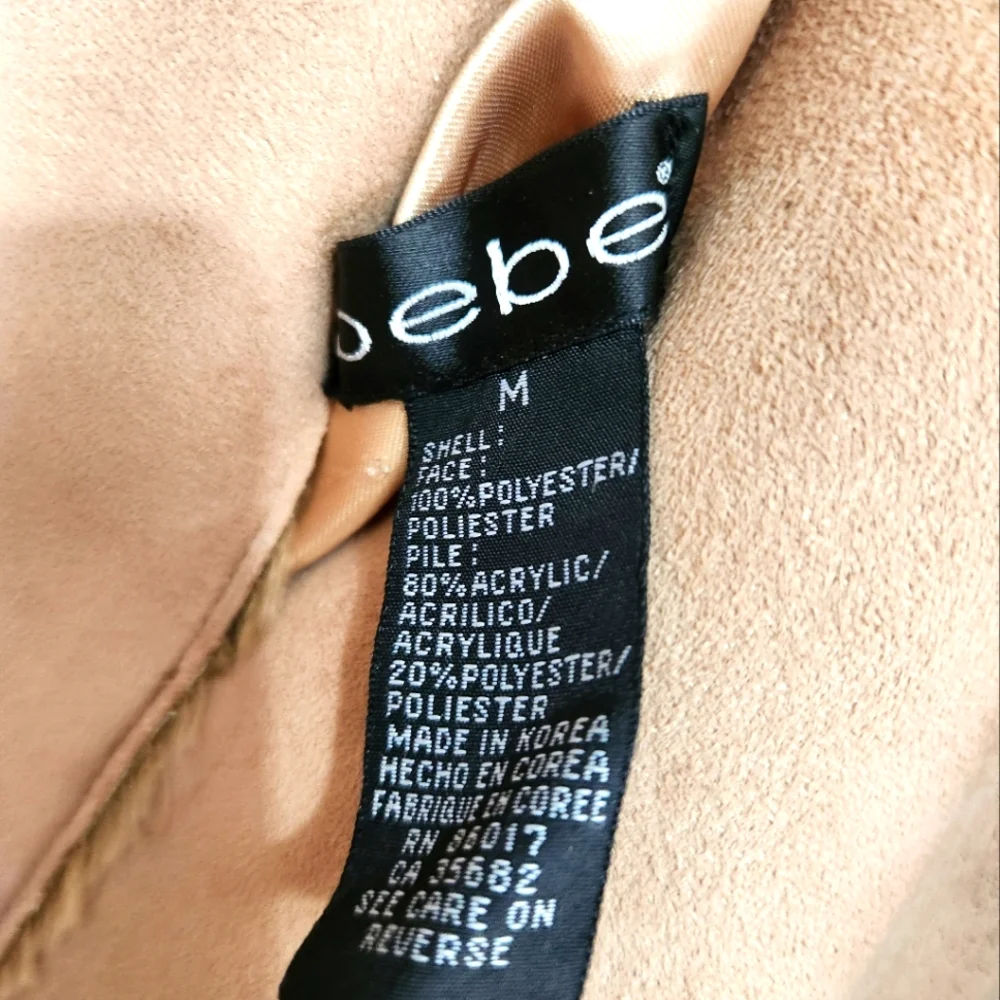 bebe®
M
SHELL:
FACE:
100%POLYESTER/
POLIESTER
PILE:
80%ACRYLIC/
ACRILICO/
ACRYLIQUE
20%POLYESTER/
POLIESTER
MADE IN KOREA
HECHO EN COREA
FABRIQUE EN COREE
RN 86017
CA 35682
SEE CARE ON
REVERSE